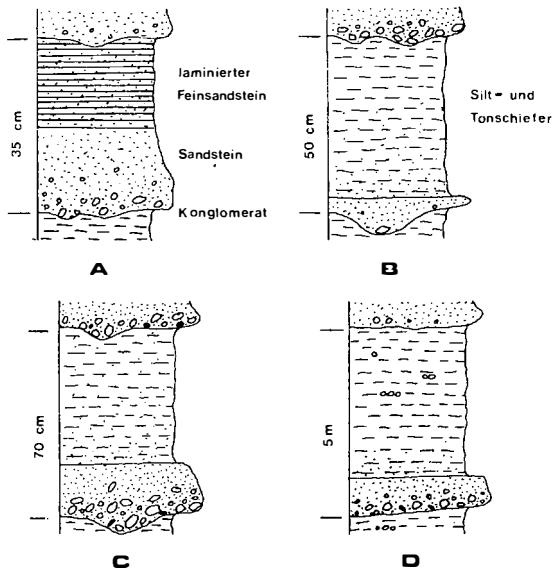 35 cm
laminierter
Feinsandstein
Sandstein
Konglomerat
A
50 cm
Silt- und
Tonschiefer
B
70 cm
C
5 m
D